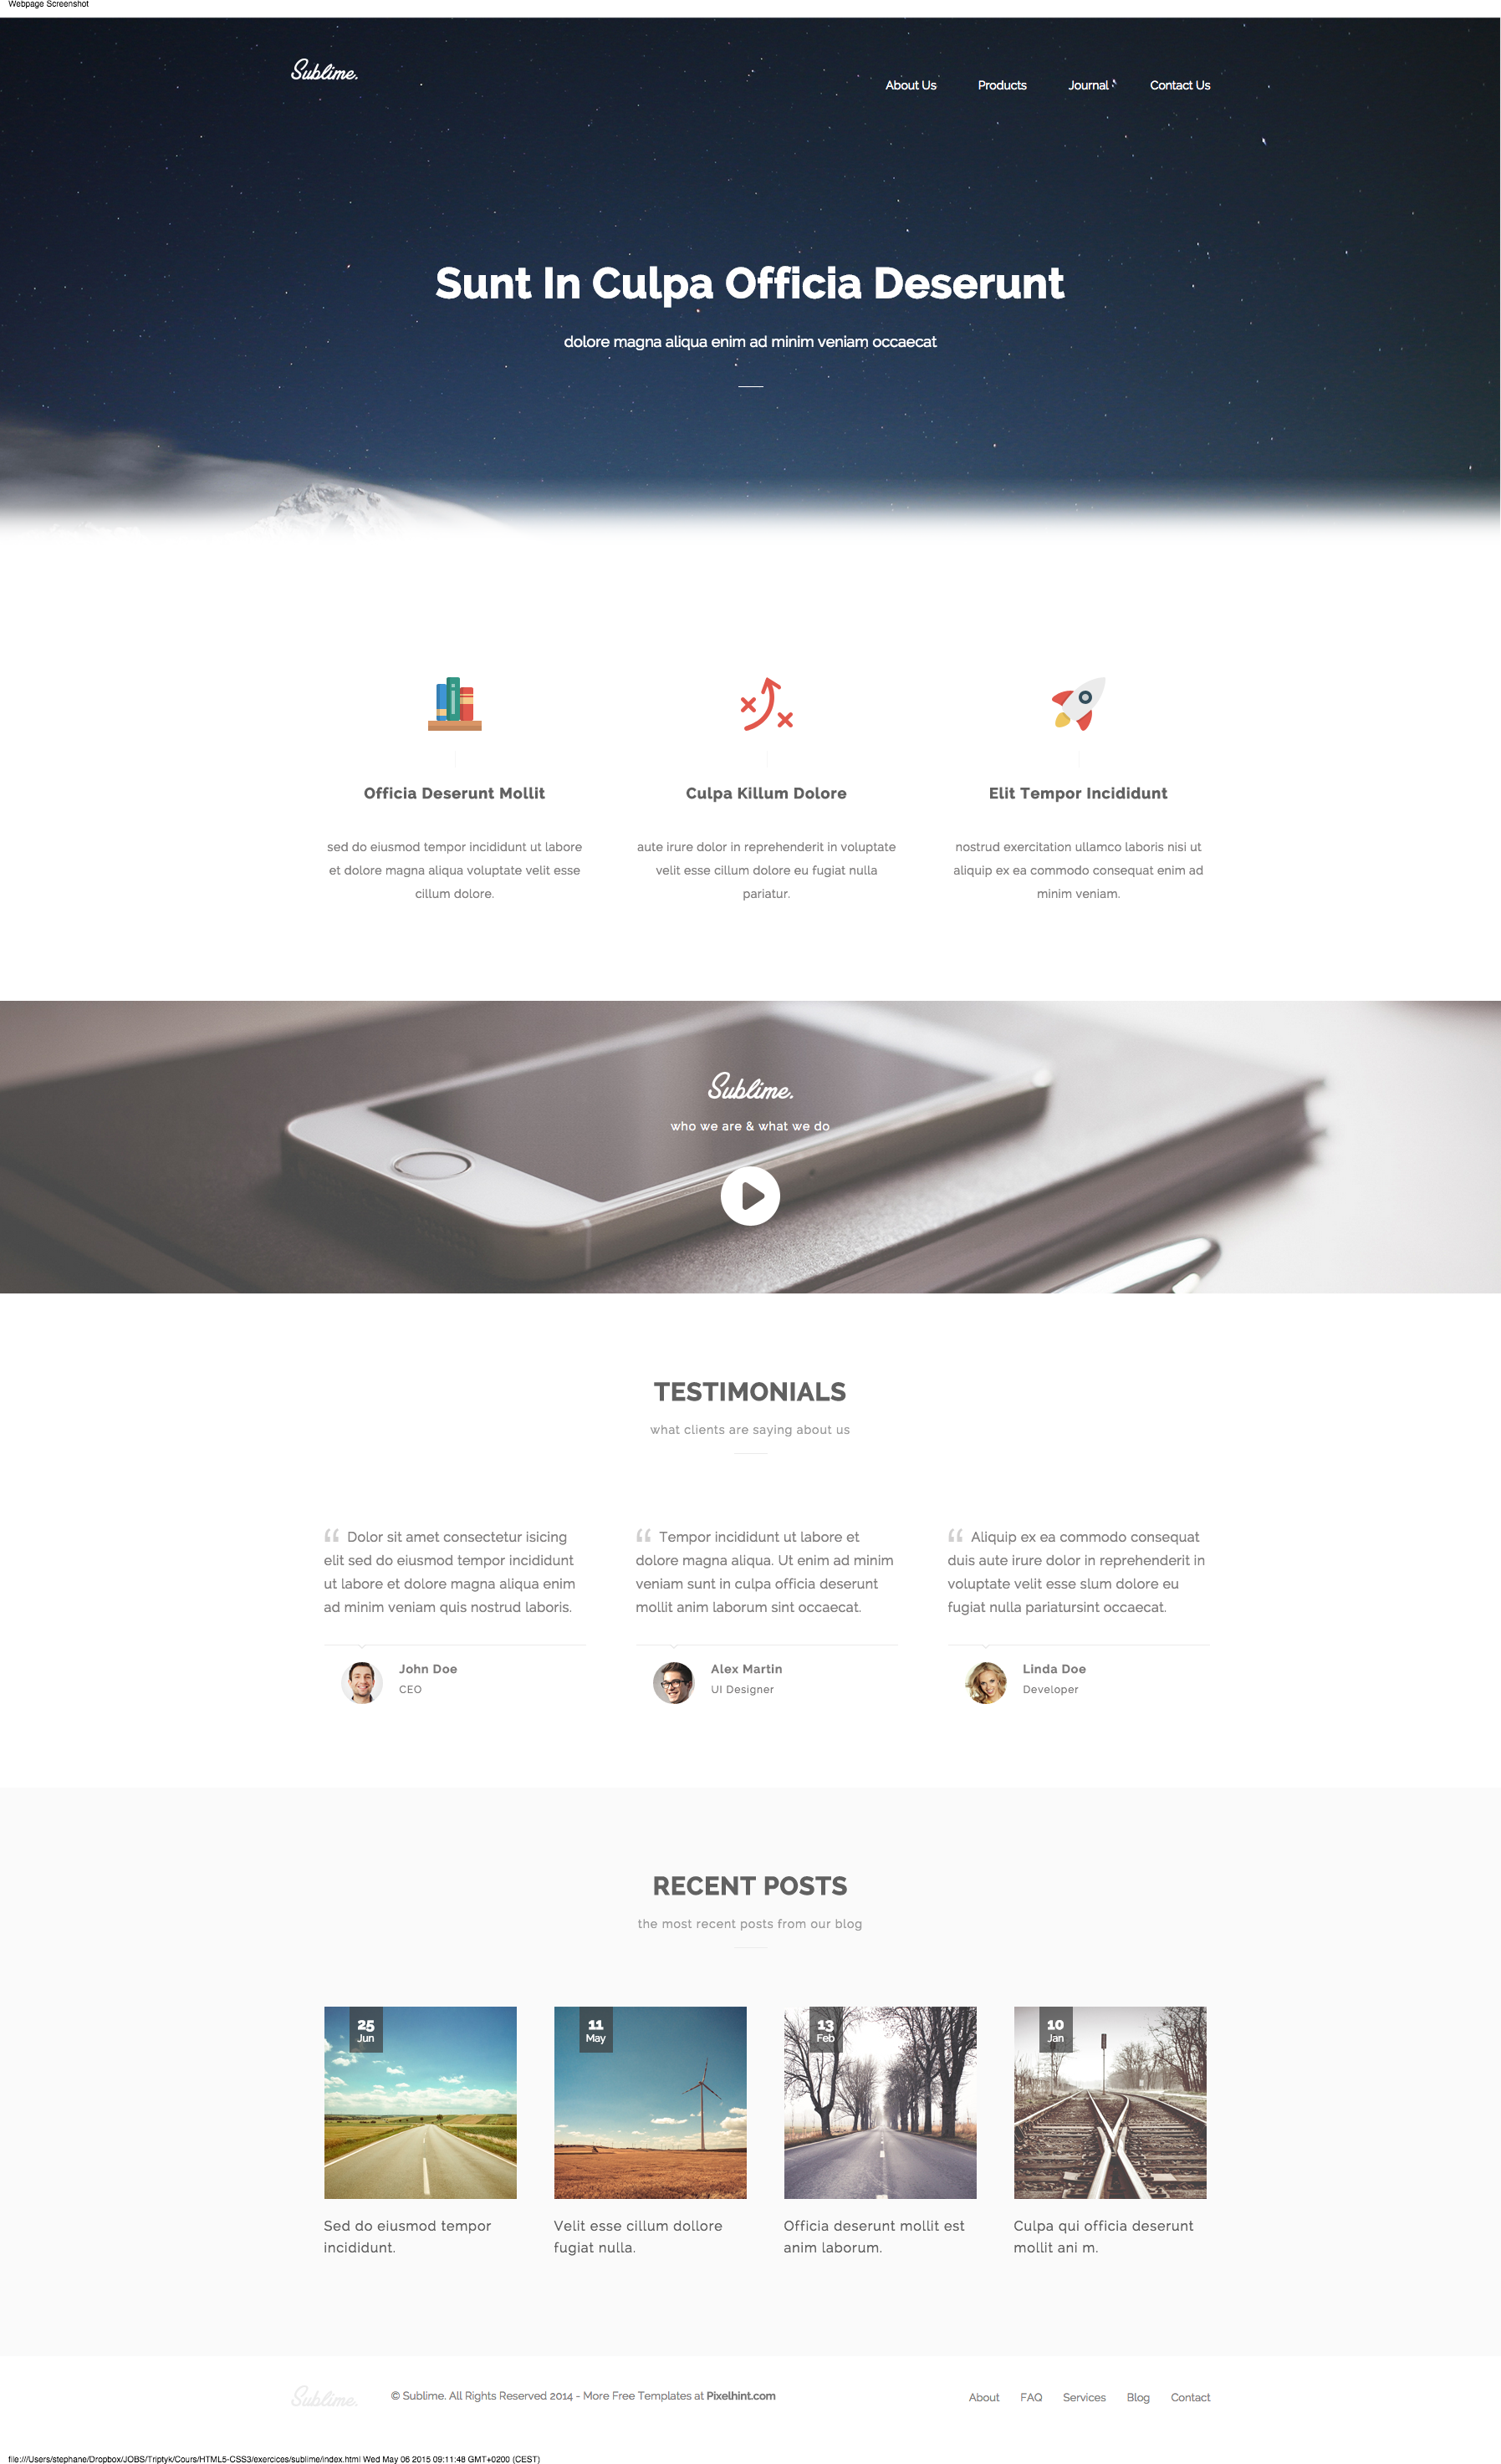 Webpage Screenshot
Sublime.
About Us Products Journal Contact Us
Sunt In Culpa Officia Deserunt
dolore magna aliqua enim ad minim veniam occaecat
Officia Deserunt Mollit
sed do eiusmod tempor incididunt ut labore
et dolore magna aliqua voluptate velit esse
cillum dolore.
Culpa Killum Dolore
aute irure dolor in reprehenderit in voluptate
velit esse cillum dolore eu fugiat nulla
pariatur.
Elit Tempor Incididunt
nostrud exercitation ullamco laboris nisi ut
aliquip ex ea commodo consequat enim ad
minim veniam.
Sublime.
who we are & what we do
TESTIMONIALS
what clients are saying about us
“ Dolor sit amet consectetur isicing
elit sed do eiusmod tempor incididunt
ut labore et dolore magna aliqua enim
ad minim veniam quis nostrud laboris.
John Doe
CEO
“ Tempor incididunt ut labore et
dolore magna aliqua. Ut enim ad minim
veniam sunt in culpa officia deserunt
mollit anim laborum sint occaecat.
Alex Martin
UI Designer
“ Aliquip ex ea commodo consequat
duis aute irure dolor in reprehenderit in
voluptate velit esse slum dolore eu
fugiat nulla pariatursint occaecat.
Linda Doe
Developer
RECENT POSTS
the most recent posts from our blog
25
Jun
Sed do eiusmod tempor
incididunt.
11
May
Velit esse cillum dollore
fugiat nulla.
13
Feb
Officia deserunt mollit est
anim laborum.
10
Jan
Culpa qui officia deserunt
mollit ani m.
Sublime.
© Sublime. All Rights Reserved 2014 - More Free Templates at Pixelhint.com
About FAQ Services Blog Contact
file:///Users/stephane/Dropbox/JOBS/Triptyk/Cours/HTML5-CSS3/exercices/sublime/index.html Wed May 06 2015 09:11:48 GMT+0200 (CEST)